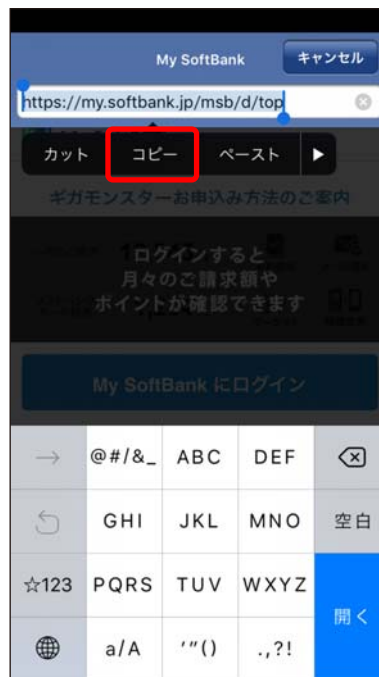 My SoftBank
キャンセル
https://my.softbank.jp/msb/d/top
カット
コピー
ペースト
▶
ギガモンスターお申込み方法のご案内
ログインすると
月々のご請求額や
ポイントが確認できます
My SoftBank にログイン
→ @#/&_ ABC DEF
GHI JKL MNO 空白
☆123 PQRS TUV WXYZ
a/A '"() .,?! 開く